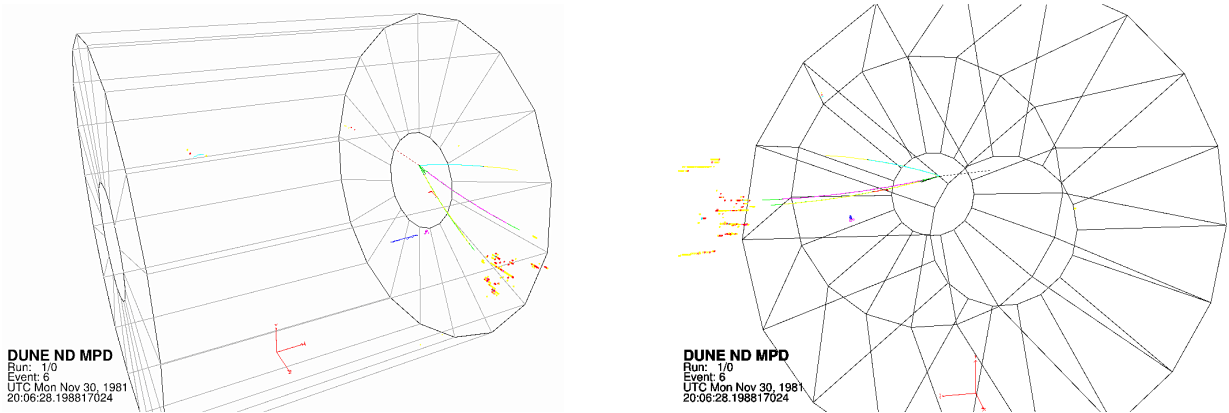 DUNE ND MPD
Run: 1/0
Event: 6
UTC Mon Nov 30, 1981
20:06:28.198817024
DUNE ND MPD
Run: 1/0
Event: 6
UTC Mon Nov 30, 1981
20:06:28.198817024